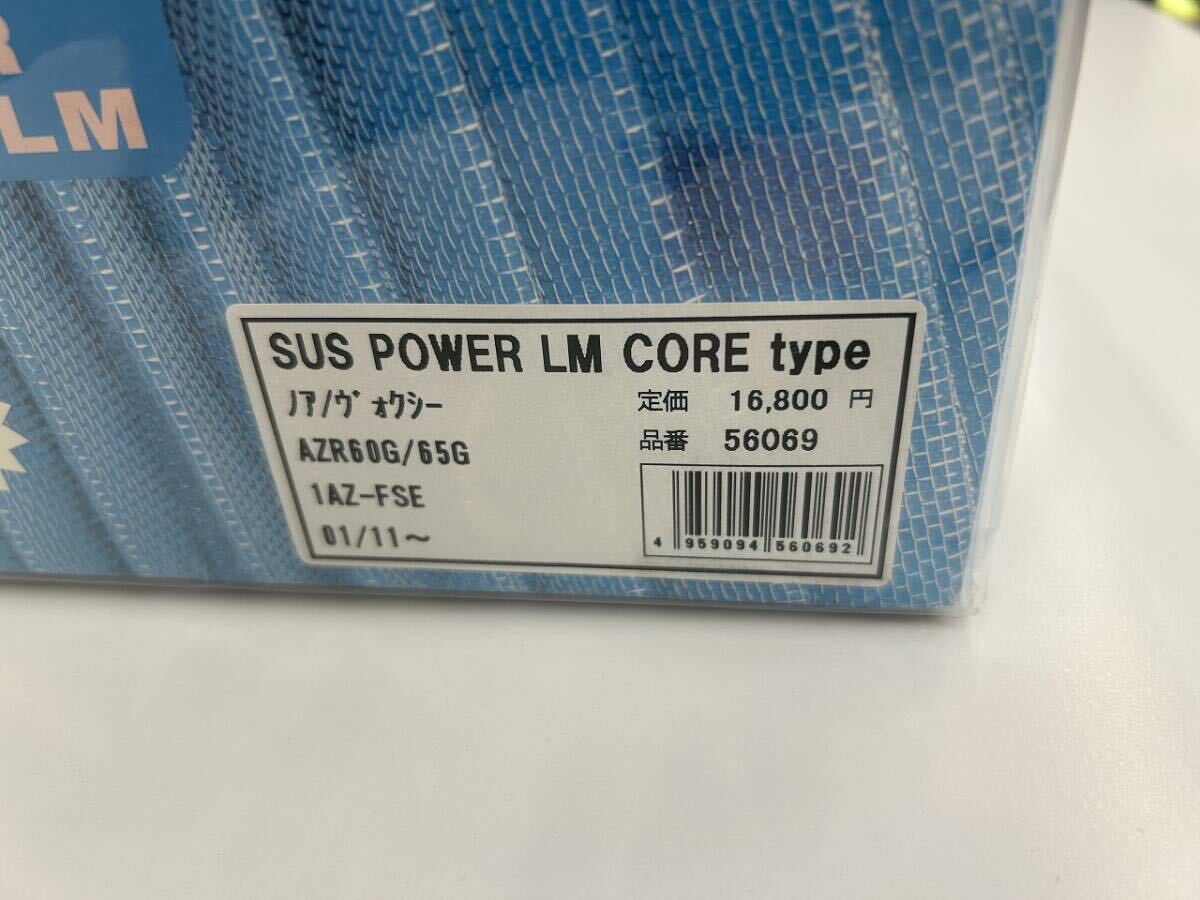 R
LM
SUS POWER LM CORE type
ﾉｱ/ｳﾞｫｸｼｰ
定価 16,800 円
AZR60G/65G
品番 56069
1AZ-FSE
01/11～
4 959094 560692